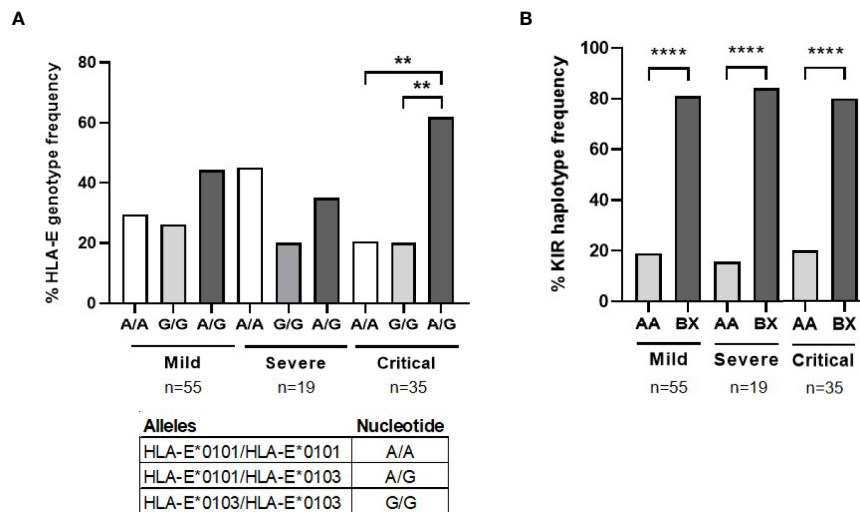 A
% HLA-E genotype frequency
80
60
40
20
0
**
**
A/A G/G A/G A/A G/G A/G A/A G/G A/G
Mild Severe Critical
n=55 n=19 n=35
Alleles Nucleotide
HLA-E*0101/HLA-E*0101 A/A
HLA-E*0101/HLA-E*0103 A/G
HLA-E*0103/HLA-E*0103 G/G
B
% KIR haplotype frequency
100
80
60
40
20
0
**** **** ****
AA BX AA BX AA BX
Mild Severe Critical
n=55 n=19 n=35